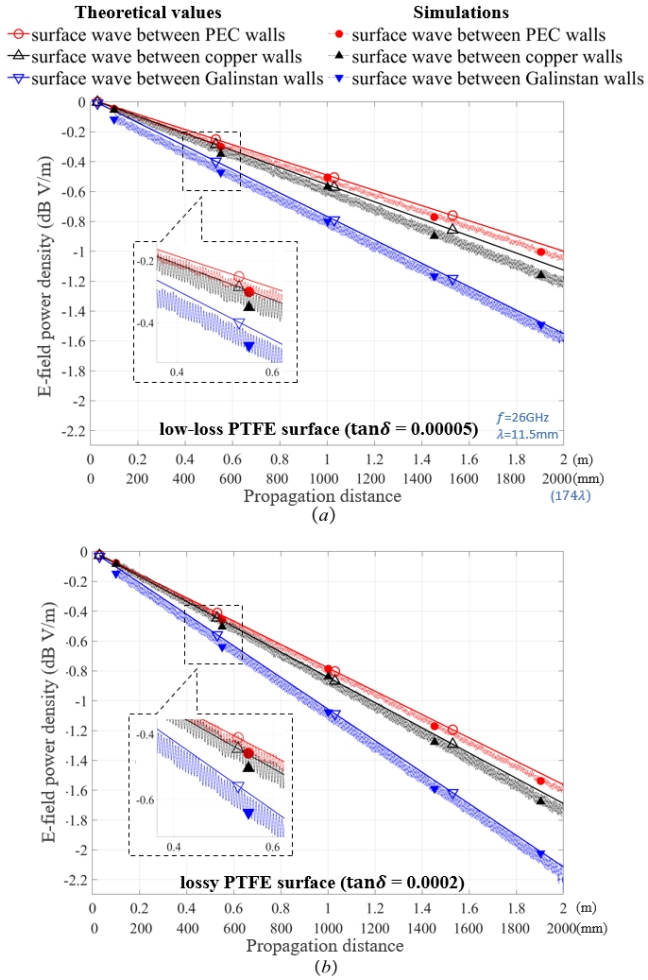 Theoretical values Simulations
surface wave between PEC walls surface wave between PEC walls
surface wave between copper walls surface wave between copper walls
surface wave between Galinstan walls surface wave between Galinstan walls
0
-0.2
-0.4
-0.6
-0.8
-1
-1.2
-1.4
-1.6
-1.8
-2
-2.2
E-field power density (dB V/m)
-0.2
-0.4
0.4 0.6
low-loss PTFE surface (tanδ = 0.00005)
f=26GHz
λ=11.5mm
0 0.2 0.4 0.6 0.8 1 1.2 1.4 1.6 1.8 2 (m)
0 200 400 600 800 1000 1200 1400 1600 1800 2000(mm)
Propagation distance (174λ)
(a)
0
-0.2
-0.4
-0.6
-0.8
-1
-1.2
-1.4
-1.6
-1.8
-2
-2.2
E-field power density (dB V/m)
-0.6
0.4 0.6
lossy PTFE surface (tanδ = 0.0002)
0 0.2 0.4 0.6 0.8 1 1.2 1.4 1.6 1.8 2 (m)
0 200 400 600 800 1000 1200 1400 1600 1800 2000(mm)
Propagation distance
(b)